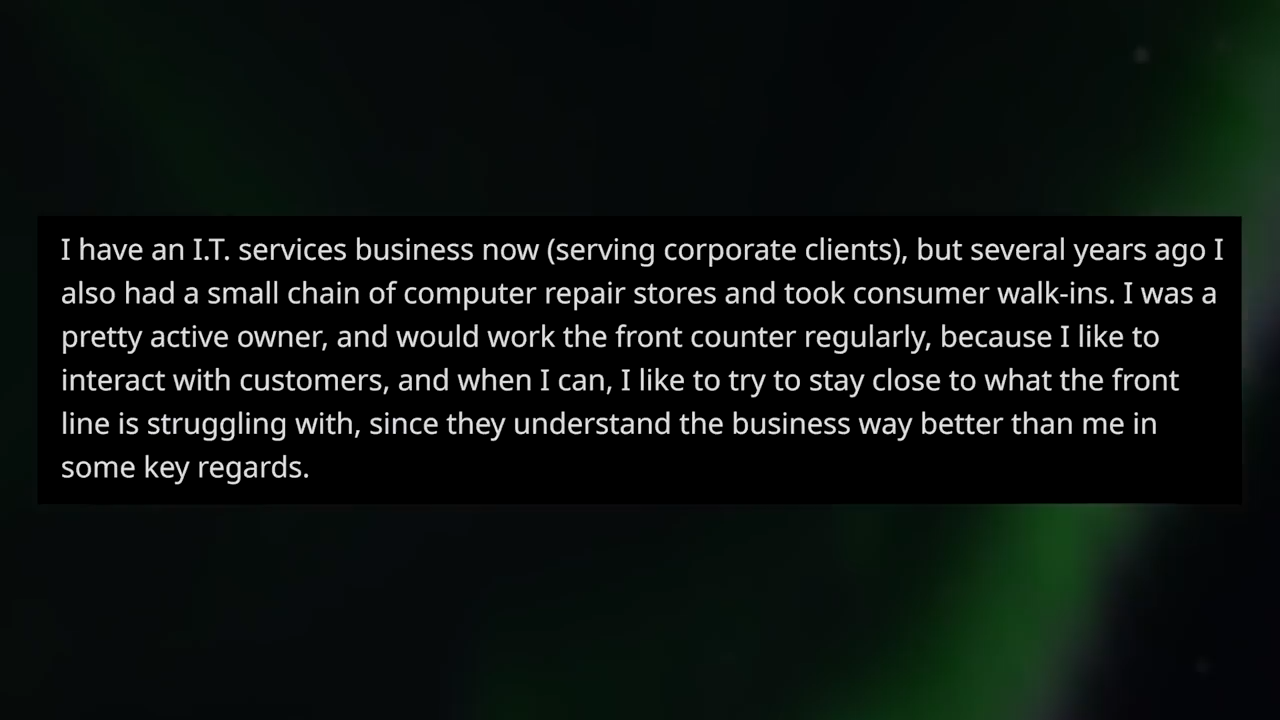 I have an I.T. services business now (serving corporate clients), but several years ago I
also had a small chain of computer repair stores and took consumer walk-ins. I was a
pretty active owner, and would work the front counter regularly, because I like to
interact with customers, and when I can, I like to try to stay close to what the front
line is struggling with, since they understand the business way better than me in
some key regards.